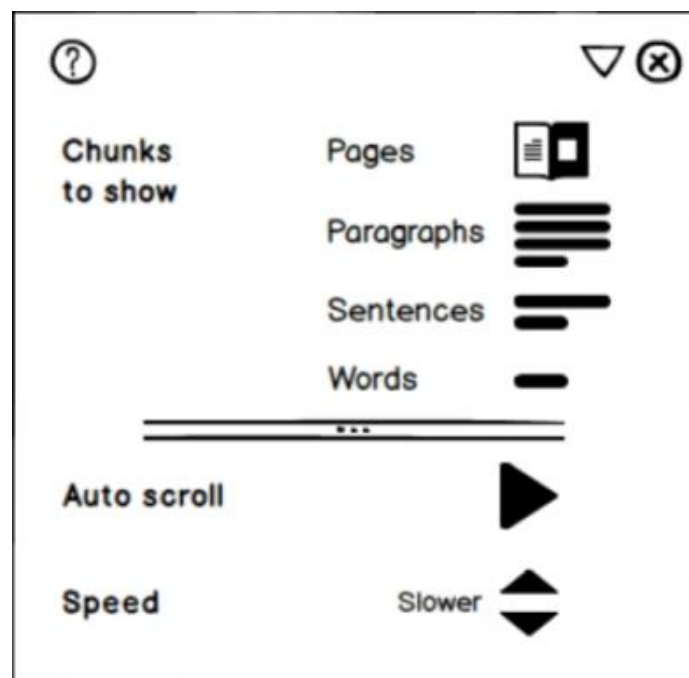 ?
Chunks
to show
Pages
Paragraphs
Sentences
Words
Auto scroll
Speed
Slower